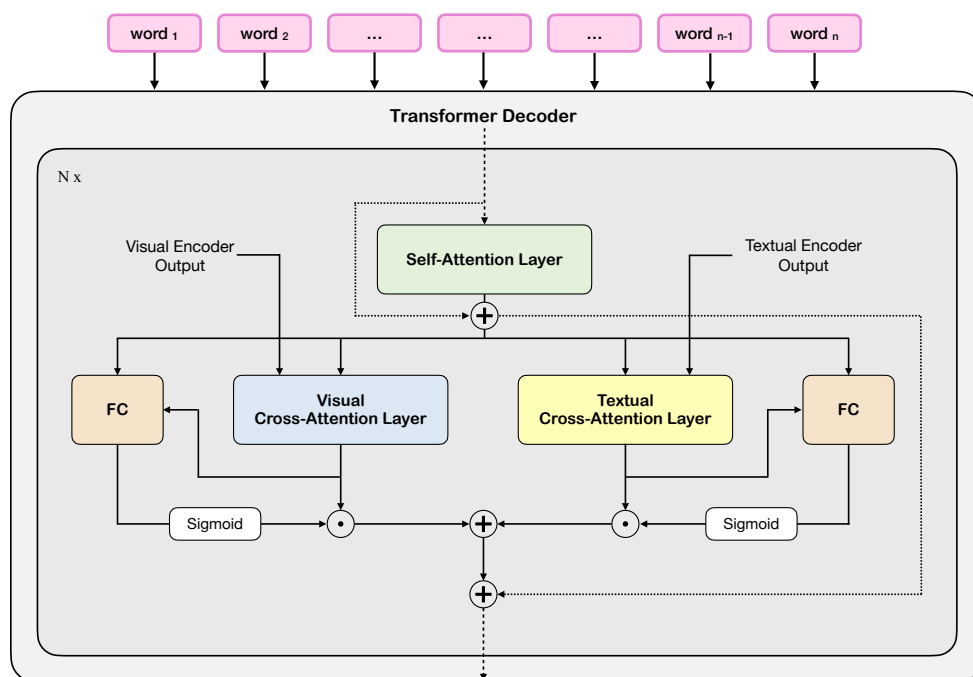 word 1
word 2
...
...
...
word n-1
word n
Transformer Decoder
N x
Visual Encoder
Output
Textual Encoder
Output
Self-Attention Layer
FC
Visual
Cross-Attention Layer
Textual
Cross-Attention Layer
FC
Sigmoid
Sigmoid